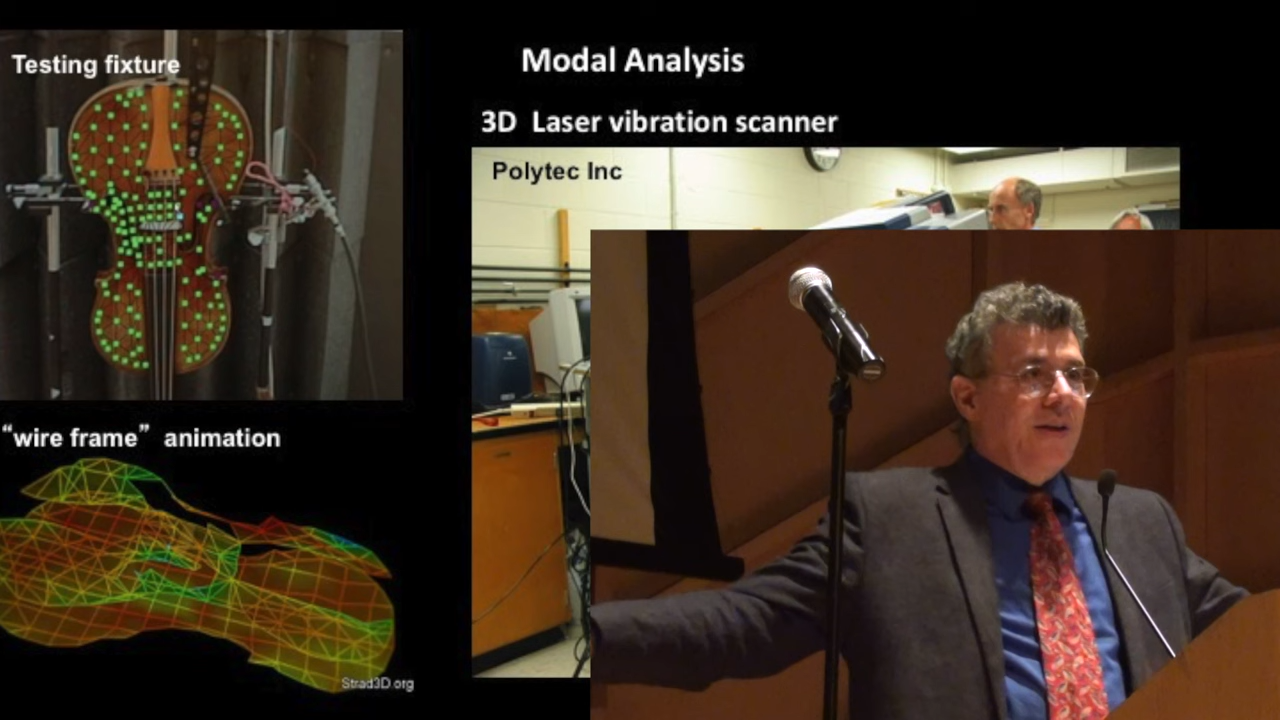 Testing fixture
Modal Analysis
3D Laser vibration scanner
Polytec Inc
“wire frame” animation
Strad3D.org